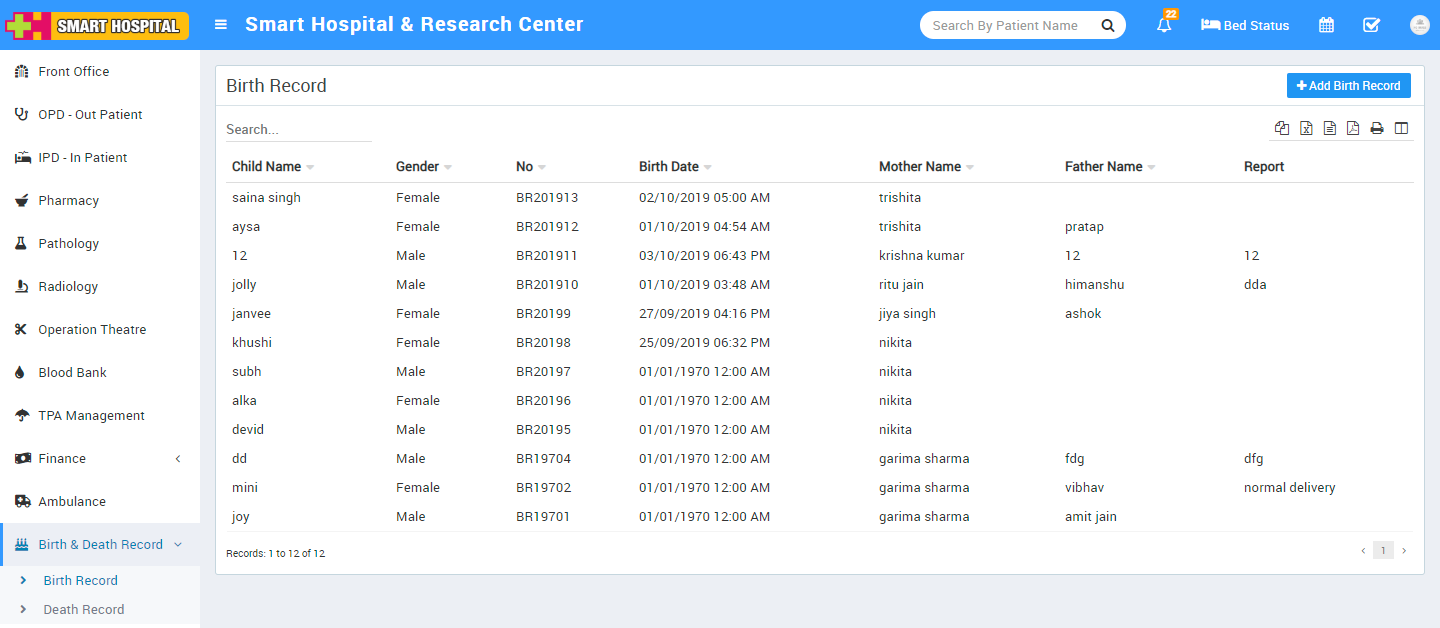 SMART HOSPITAL
Smart Hospital & Research Center
Search By Patient Name
22
Bed Status
Front Office
OPD - Out Patient
IPD - In Patient
Pharmacy
Pathology
Radiology
Operation Theatre
Blood Bank
TPA Management
Finance
Ambulance
Birth & Death Record
Birth Record
Death Record
Birth Record
Add Birth Record
Search...
Child Name Gender No Birth Date Mother Name Father Name Report
saina singh Female BR201913 02/10/2019 05:00 AM trishita
aysa Female BR201912 01/10/2019 04:54 AM trishita pratap
12 Male BR201911 03/10/2019 06:43 PM krishna kumar 12 12
jolly Male BR201910 01/10/2019 03:48 AM ritu jain himanshu dda
janvee Female BR20199 27/09/2019 04:16 PM jiya singh ashok
khushi Female BR20198 25/09/2019 06:32 PM nikita
subh Male BR20197 01/01/1970 12:00 AM nikita
alka Female BR20196 01/01/1970 12:00 AM nikita
devid Male BR20195 01/01/1970 12:00 AM nikita
dd Male BR19704 01/01/1970 12:00 AM garima sharma fdg dfg
mini Female BR19702 01/01/1970 12:00 AM garima sharma vibhav normal delivery
joy Male BR19701 01/01/1970 12:00 AM garima sharma amit jain
Records: 1 to 12 of 12
1